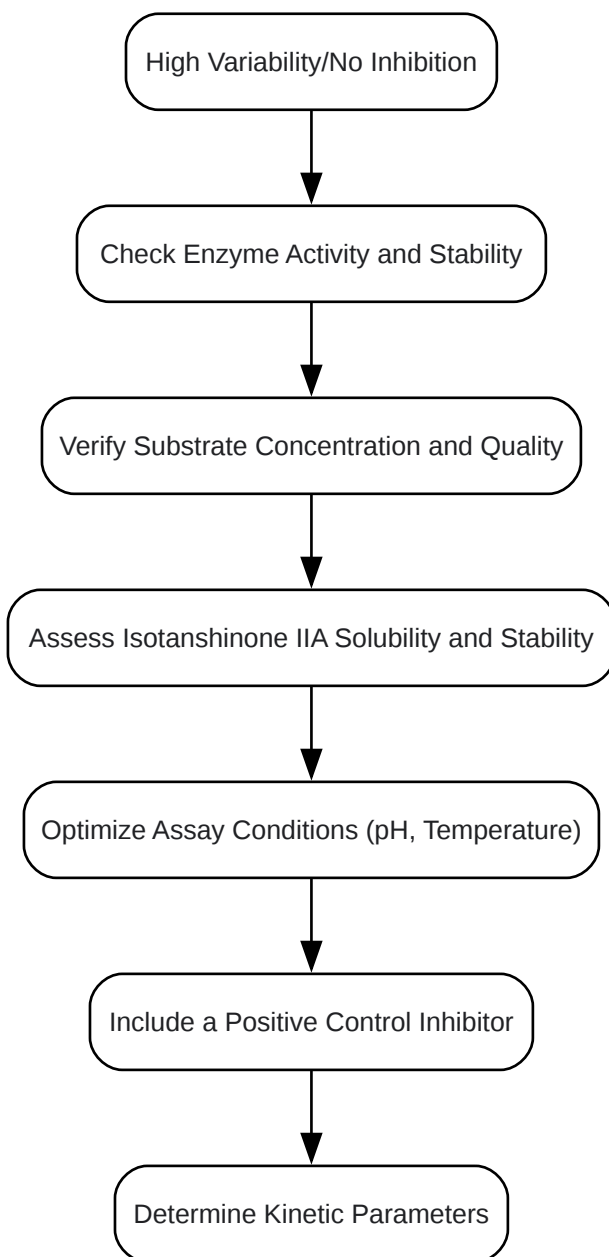 High Variability/No Inhibition
Check Enzyme Activity and Stability
Verify Substrate Concentration and Quality
Assess Isotanshinone IIA Solubility and Stability
Optimize Assay Conditions (pH, Temperature)
Include a Positive Control Inhibitor
Determine Kinetic Parameters